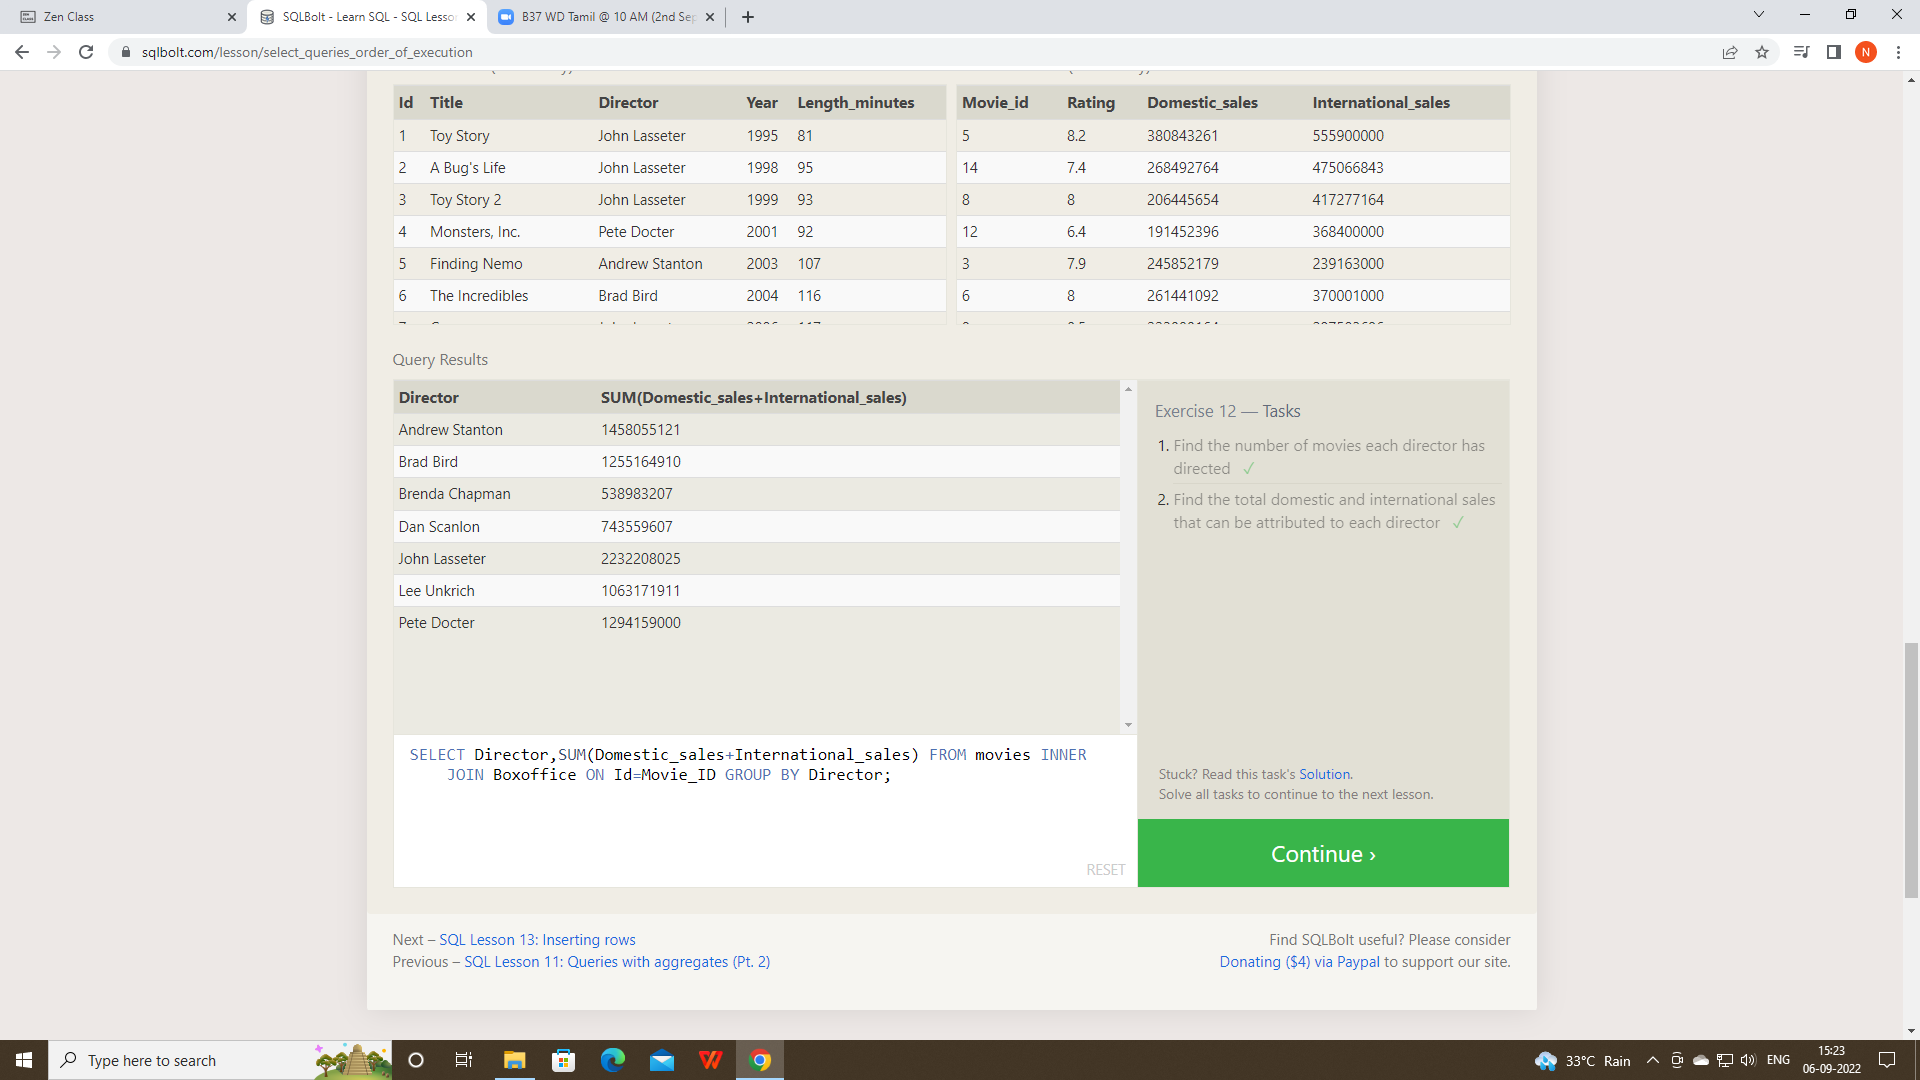 Zen Class
SQLBolt - Learn SQL - SQL Lesso
B37 WD Tamil @ 10 AM (2nd Sep
sqlbolt.com/lesson/select_queries_order_of_execution
N
Id Title Director Year Length_minutes
1 Toy Story John Lasseter 1995 81
2 A Bug's Life John Lasseter 1998 95
3 Toy Story 2 John Lasseter 1999 93
4 Monsters, Inc. Pete Docter 2001 92
5 Finding Nemo Andrew Stanton 2003 107
6 The Incredibles Brad Bird 2004 116
Movie_id Rating Domestic_sales International_sales
5 8.2 380843261 555900000
14 7.4 268492764 475066843
8 8 206445654 417277164
12 6.4 191452396 368400000
3 7.9 245852179 239163000
6 8 261441092 370001000
Query Results
Director SUM(Domestic_sales+International_sales)
Andrew Stanton 1458055121
Brad Bird 1255164910
Brenda Chapman 538983207
Dan Scanlon 743559607
John Lasseter 2232208025
Lee Unkrich 1063171911
Pete Docter 1294159000
SELECT Director,SUM(Domestic_sales+International_sales) FROM movies INNER
JOIN Boxoffice ON Id=Movie_ID GROUP BY Director;
RESET
Exercise 12 — Tasks
1. Find the number of movies each director has
directed ✓
2. Find the total domestic and international sales
that can be attributed to each director ✓
Stuck? Read this task's Solution.
Solve all tasks to continue to the next lesson.
Continue ›
Next – SQL Lesson 13: Inserting rows
Previous – SQL Lesson 11: Queries with aggregates (Pt. 2)
Find SQLBolt useful? Please consider
Donating ($4) via Paypal to support our site.
Type here to search
33°C Rain
ENG
15:23
06-09-2022